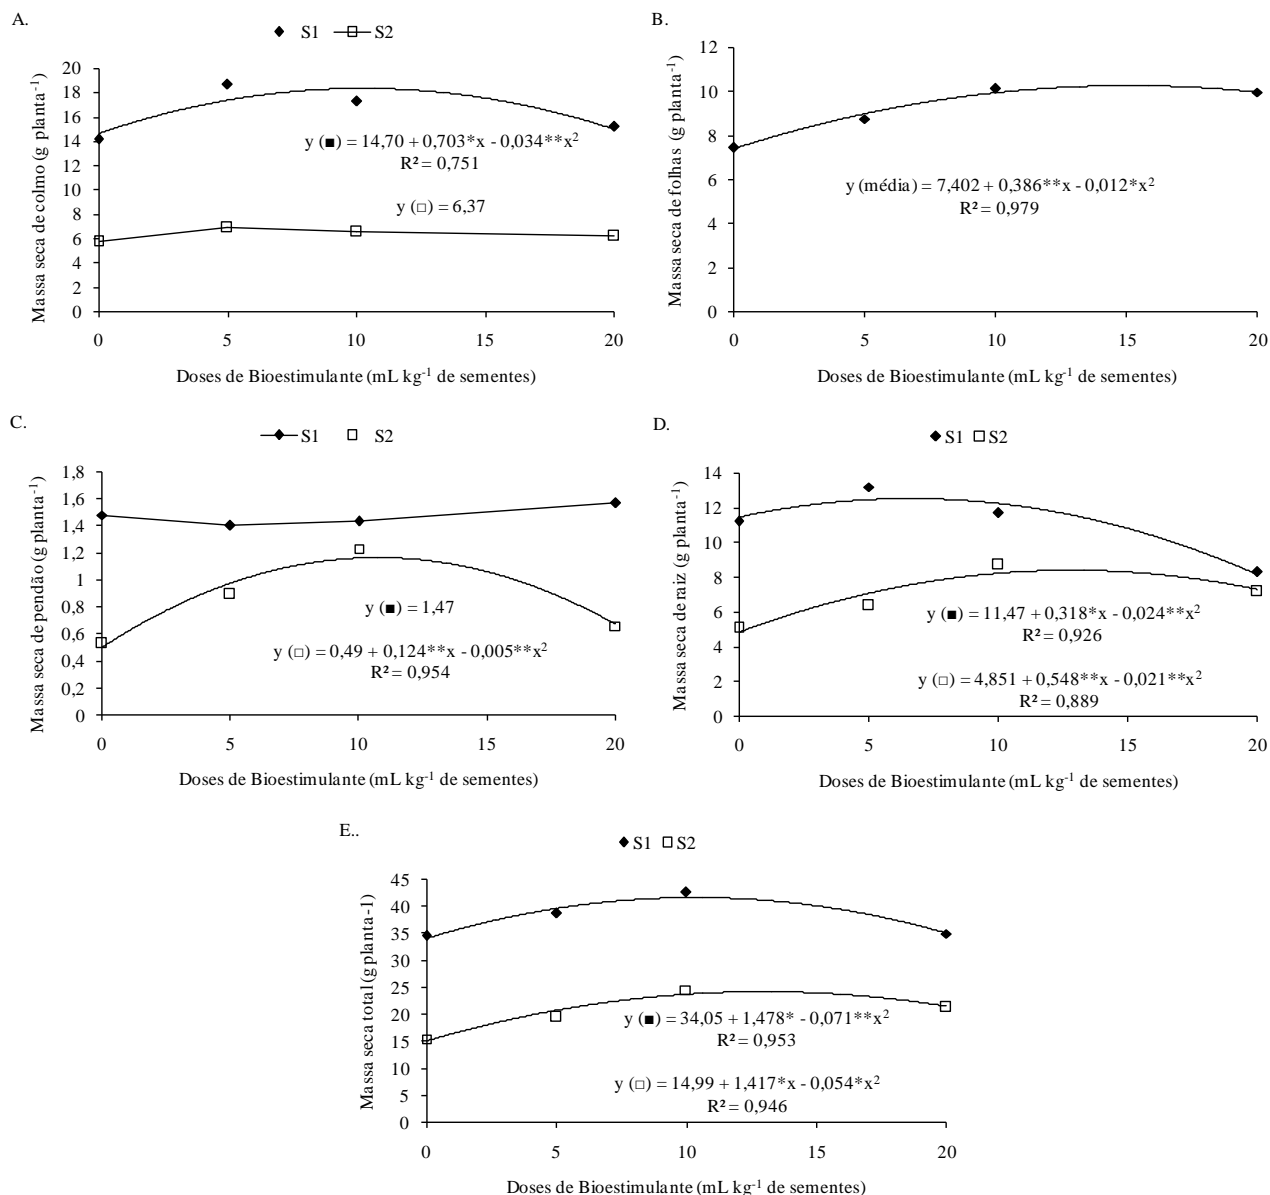 A.
S1 S2
Massa seca de colmo (g planta⁻¹)
20
18
16
14
12
10
8
6
4
2
0
y (■) = 14,70 + 0,703*x - 0,034**x²
R² = 0,751
y (□) = 6,37
0 5 10 15 20
Doses de Bioestimulante (mL kg⁻¹ de sementes)
B.
Massa seca de folhas (g planta⁻¹)
12
10
8
6
4
2
0
y (média) = 7,402 + 0,386**x - 0,012*x²
R² = 0,979
0 5 10 15 20
Doses de Bioestimulante (mL kg⁻¹ de sementes)
C.
S1 S2
Massa seca de pendão (g planta⁻¹)
1,8
1,6
1,4
1,2
1
0,8
0,6
0,4
0,2
0
y (■) = 1,47
y (□) = 0,49 + 0,124**x - 0,005**x²
R² = 0,954
0 5 10 15 20
Doses de Bioestimulante (mL kg⁻¹ de sementes)
D.
S1 S2
Massa seca de raiz (g planta⁻¹)
14
12
10
8
6
4
2
0
y (■) = 11,47 + 0,318*x - 0,024**x²
R² = 0,926
y (□) = 4,851 + 0,548**x - 0,021**x²
R² = 0,889
0 5 10 15 20
Doses de Bioestimulante (mL kg⁻¹ de sementes)
E..
S1 S2
Massa seca total (g planta-1)
45
40
35
30
25
20
15
10
5
0
y (■) = 34,05 + 1,478* - 0,071**x²
R² = 0,953
y (□) = 14,99 + 1,417*x - 0,054*x²
R² = 0,946
0 5 10 15 20
Doses de Bioestimulante (mL kg⁻¹ de sementes)